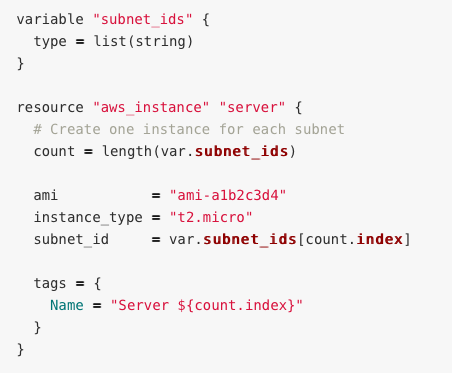 variable "subnet_ids" {
  type = list(string)
}

resource "aws_instance" "server" {
  # Create one instance for each subnet
  count = length(var.subnet_ids)

  ami           = "ami-a1b2c3d4"
  instance_type = "t2.micro"
  subnet_id     = var.subnet_ids[count.index]

  tags = {
    Name = "Server ${count.index}"
  }
}